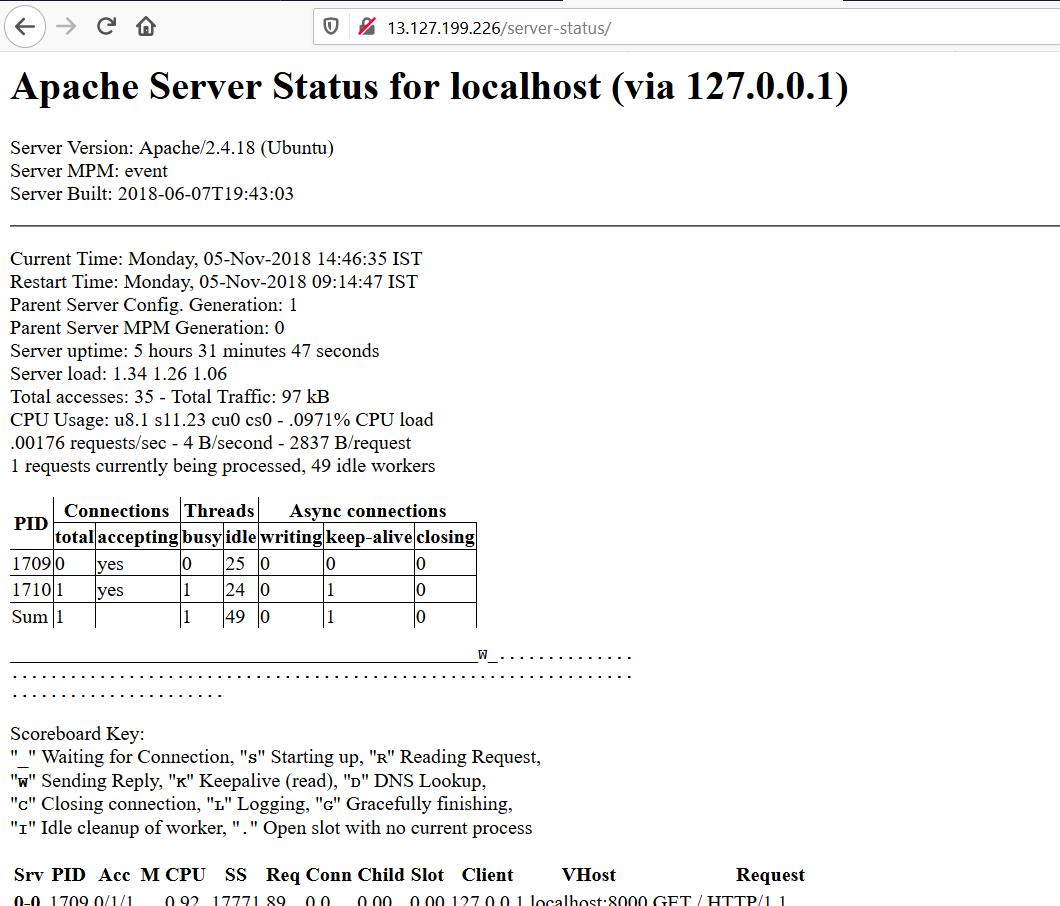 13.127.199.226/server-status/
Apache Server Status for localhost (via 127.0.0.1)
Server Version: Apache/2.4.18 (Ubuntu)
Server MPM: event
Server Built: 2018-06-07T19:43:03
Current Time: Monday, 05-Nov-2018 14:46:35 IST
Restart Time: Monday, 05-Nov-2018 09:14:47 IST
Parent Server Config. Generation: 1
Parent Server MPM Generation: 0
Server uptime: 5 hours 31 minutes 47 seconds
Server load: 1.34 1.26 1.06
Total accesses: 35 - Total Traffic: 97 kB
CPU Usage: u8.1 s11.23 cu0 cs0 - .0971% CPU load
.00176 requests/sec - 4 B/second - 2837 B/request
1 requests currently being processed, 49 idle workers
PID Connections Threads Async connections
total accepting busy idle writing keep-alive closing
1709 0 yes 0 25 0 0 0
1710 1 yes 1 24 0 1 0
Sum 1 1 49 0 1 0
________________________________________________W_..............
................................................................
......................
Scoreboard Key:
"_" Waiting for Connection, "S" Starting up, "R" Reading Request,
"W" Sending Reply, "K" Keepalive (read), "D" DNS Lookup,
"C" Closing connection, "L" Logging, "G" Gracefully finishing,
"I" Idle cleanup of worker, "." Open slot with no current process
Srv PID Acc M CPU SS Req Conn Child Slot Client VHost Request
0-0 1709 0/1/1 _ 0.92 17771 89 0.0 0.00 0.00 127.0.0.1 localhost:8000 GET / HTTP/1.1